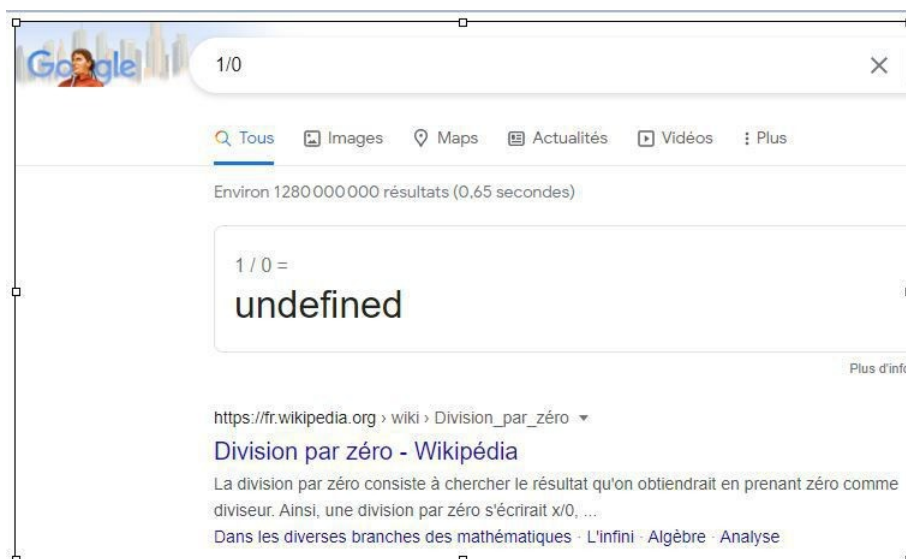 Google
1/0
Tous Images Maps Actualités Vidéos Plus
Environ 1280000000 résultats (0,65 secondes)
1 / 0 =
undefined
Plus d'info
https://fr.wikipedia.org › wiki › Division_par_zéro
Division par zéro - Wikipédia
La division par zéro consiste à chercher le résultat qu'on obtiendrait en prenant zéro comme
diviseur. Ainsi, une division par zéro s'écrirait x/0, ...
Dans les diverses branches des mathématiques · L'infini · Algèbre · Analyse